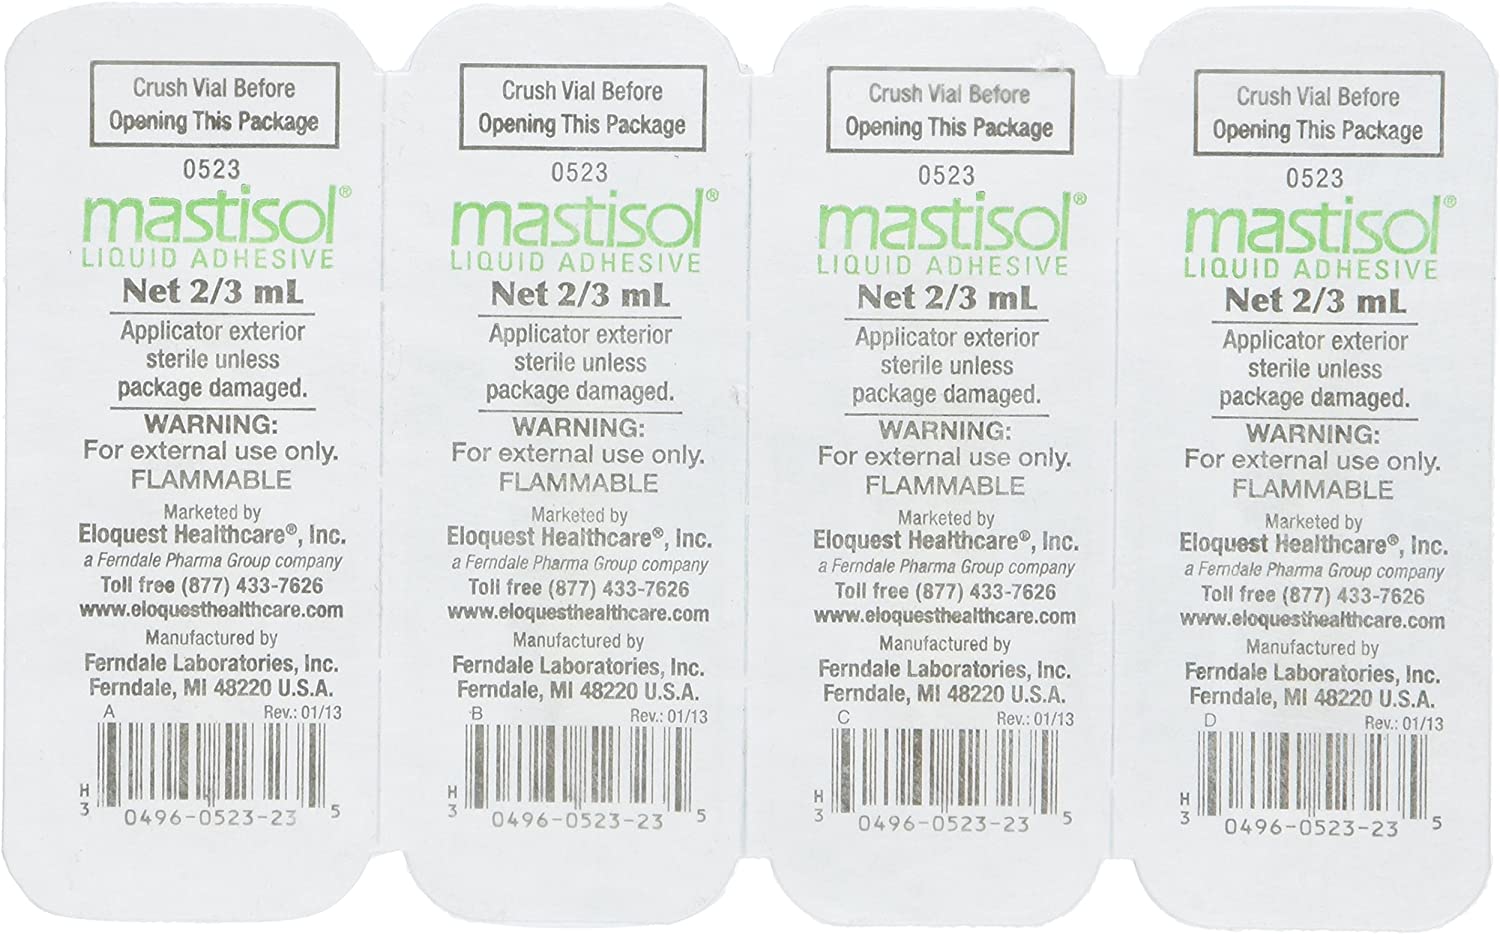 Crush Vial Before
Opening This Package
0523
mastisol®
LIQUID ADHESIVE
Net 2/3 mL
Applicator exterior
sterile unless
package damaged.
WARNING:
For external use only.
FLAMMABLE
Marketed by
Eloquest Healthcare®, Inc.
a Ferndale Pharma Group company
Toll free (877) 433-7626
www.eloquesthealthcare.com
Manufactured by
Ferndale Laboratories, Inc.
Ferndale, MI 48220 U.S.A.
A Rev.: 01/13
H3 0496-0523-23 5
Crush Vial Before
Opening This Package
0523
mastisol®
LIQUID ADHESIVE
Net 2/3 mL
Applicator exterior
sterile unless
package damaged.
WARNING:
For external use only.
FLAMMABLE
Marketed by
Eloquest Healthcare®, Inc.
a Ferndale Pharma Group company
Toll free (877) 433-7626
www.eloquesthealthcare.com
Manufactured by
Ferndale Laboratories, Inc.
Ferndale, MI 48220 U.S.A.
B Rev.: 01/13
H3 0496-0523-23 5
Crush Vial Before
Opening This Package
0523
mastisol®
LIQUID ADHESIVE
Net 2/3 mL
Applicator exterior
sterile unless
package damaged.
WARNING:
For external use only.
FLAMMABLE
Marketed by
Eloquest Healthcare®, Inc.
a Ferndale Pharma Group company
Toll free (877) 433-7626
www.eloquesthealthcare.com
Manufactured by
Ferndale Laboratories, Inc.
Ferndale, MI 48220 U.S.A.
C Rev.: 01/13
H3 0496-0523-23 5
Crush Vial Before
Opening This Package
0523
mastisol®
LIQUID ADHESIVE
Net 2/3 mL
Applicator exterior
sterile unless
package damaged.
WARNING:
For external use only.
FLAMMABLE
Marketed by
Eloquest Healthcare®, Inc.
a Ferndale Pharma Group company
Toll free (877) 433-7626
www.eloquesthealthcare.com
Manufactured by
Ferndale Laboratories, Inc.
Ferndale, MI 48220 U.S.A.
D Rev.: 01/13
H3 0496-0523-23 5